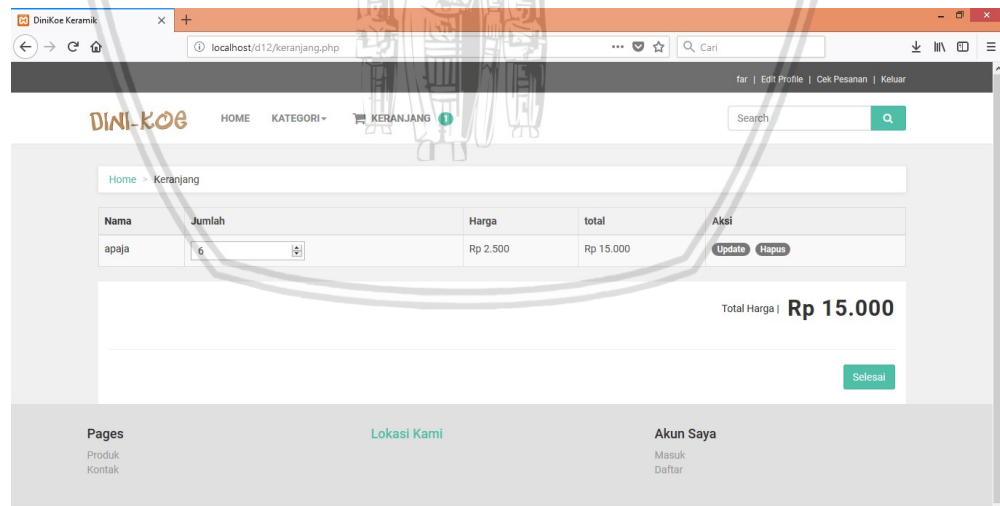 DiniKoe Keramik
localhost/d12/keranjang.php
Cari
far | Edit Profile | Cek Pesanan | Keluar
DINI-KOE HOME KATEGORI KERANJANG 1 Search
Home > Keranjang
Nama Jumlah Harga total Aksi
apaja 6 Rp 2.500 Rp 15.000 Update Hapus
Total Harga | Rp 15.000
Selesai
Pages Lokasi Kami Akun Saya
Produk Masuk
Kontak Daftar